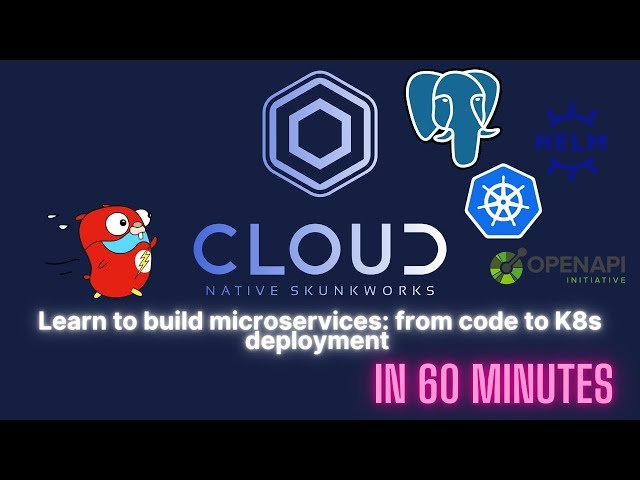 HELM
CLOUD
NATIVE SKUNKWORKS
OPENAPI
INITIATIVE
Learn to build microservices: from code to K8s
deployment
IN 60 MINUTES